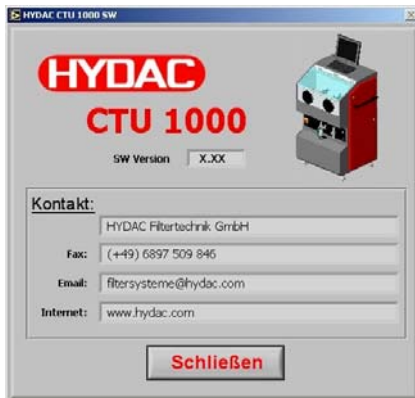 HYDAC CTU 1000 SW
HYDAC
CTU 1000
SW Version X.XX
Kontakt:
HYDAC Filtertechnik GmbH
Fax: (+49) 6897 509 846
Email: filtersysteme@hydac.com
Internet: www.hydac.com
Schließen